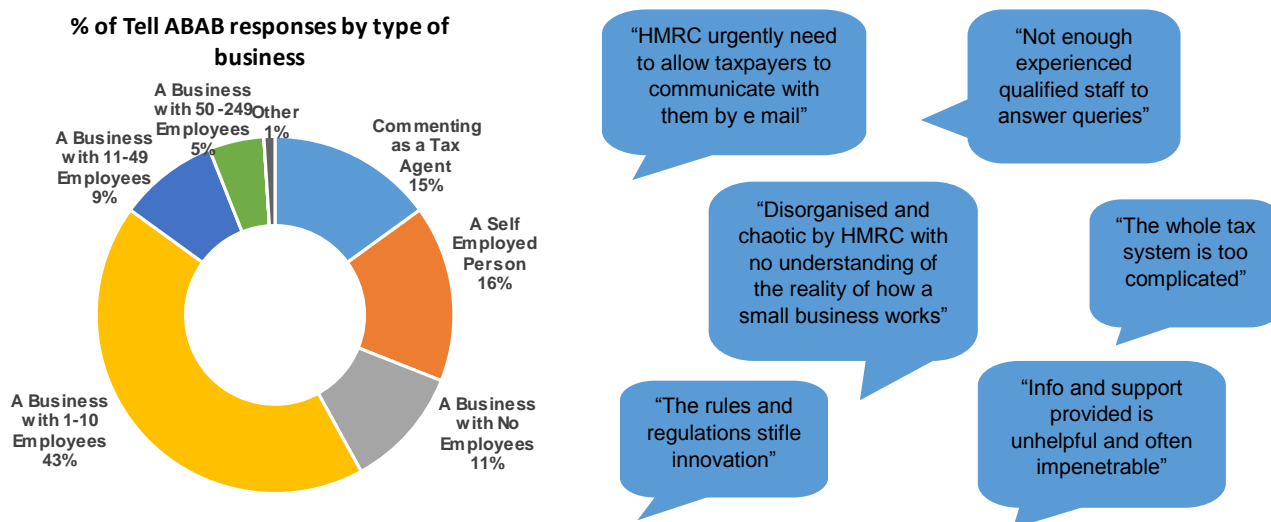 % of Tell ABAB responses by type of
business
A Business
with 50 -249
Employees
5%
Other
1%
Commenting
as a Tax
Agent
15%
A Self
Employed
Person
16%
A Business
with No
Employees
11%
A Business
with 1-10
Employees
43%
A Business
with 11-49
Employees
9%
“HMRC urgently need
to allow taxpayers to
communicate with
them by e mail”
“Not enough
experienced
qualified staff to
answer queries”
“Disorganised and
chaotic by HMRC with
no understanding of
the reality of how a
small business works”
“The whole tax
system is too
complicated”
“The rules and
regulations stifle
innovation”
“Info and support
provided is
unhelpful and often
impenetrable”